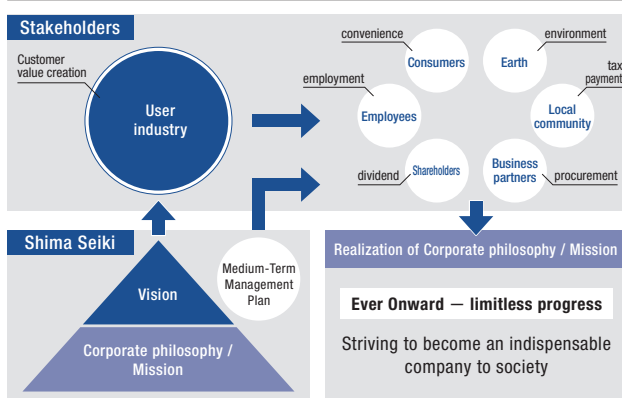 Stakeholders
Customer
value creation
User
industry
convenience
Consumers
environment
Earth
employment
Employees
tax
payment
Local
community
dividend
Shareholders
Business
partners
procurement
Shima Seiki
Vision
Medium-Term
Management
Plan
Corporate philosophy /
Mission
Realization of Corporate philosophy / Mission
Ever Onward — limitless progress
Striving to become an indispensable
company to society